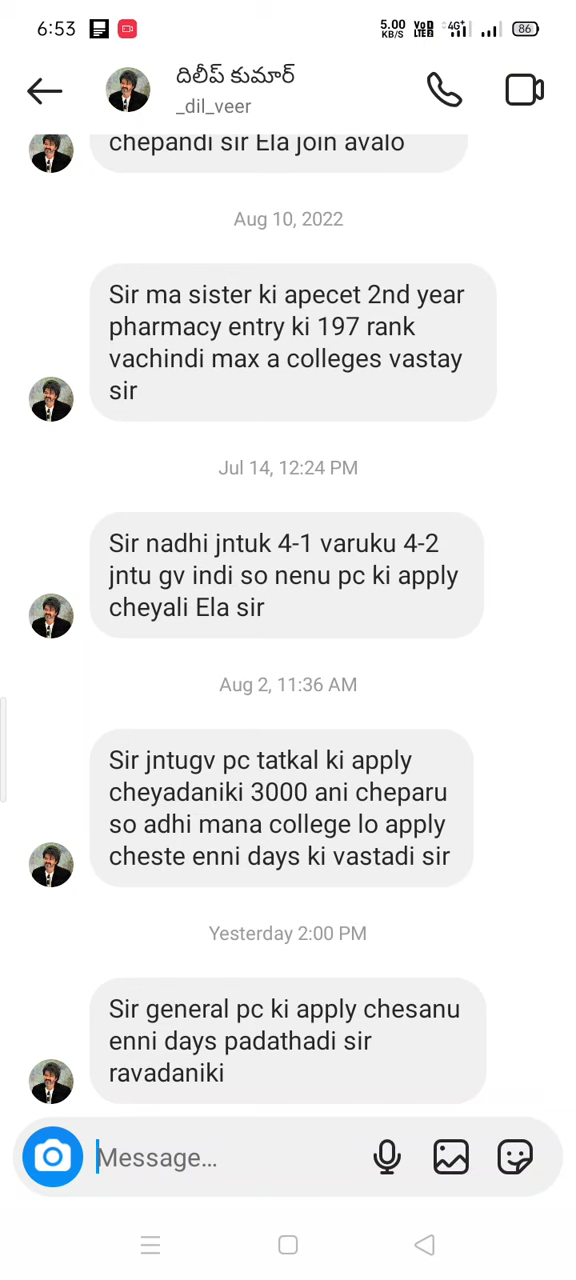 6:53
5.00 KB/S VoD LTE2 4G+ 86
దిలీప్ కుమార్
_dil_veer
chepandi sir Ela join avalo
Aug 10, 2022
Sir ma sister ki apecet 2nd year
pharmacy entry ki 197 rank
vachindi max a colleges vastay
sir
Jul 14, 12:24 PM
Sir nadhi jntuk 4-1 varuku 4-2
jntu gv indi so nenu pc ki apply
cheyali Ela sir
Aug 2, 11:36 AM
Sir jntugv pc tatkal ki apply
cheyadaniki 3000 ani cheparu
so adhi mana college lo apply
cheste enni days ki vastadi sir
Yesterday 2:00 PM
Sir general pc ki apply chesanu
enni days padathadi sir
ravadaniki
Message...